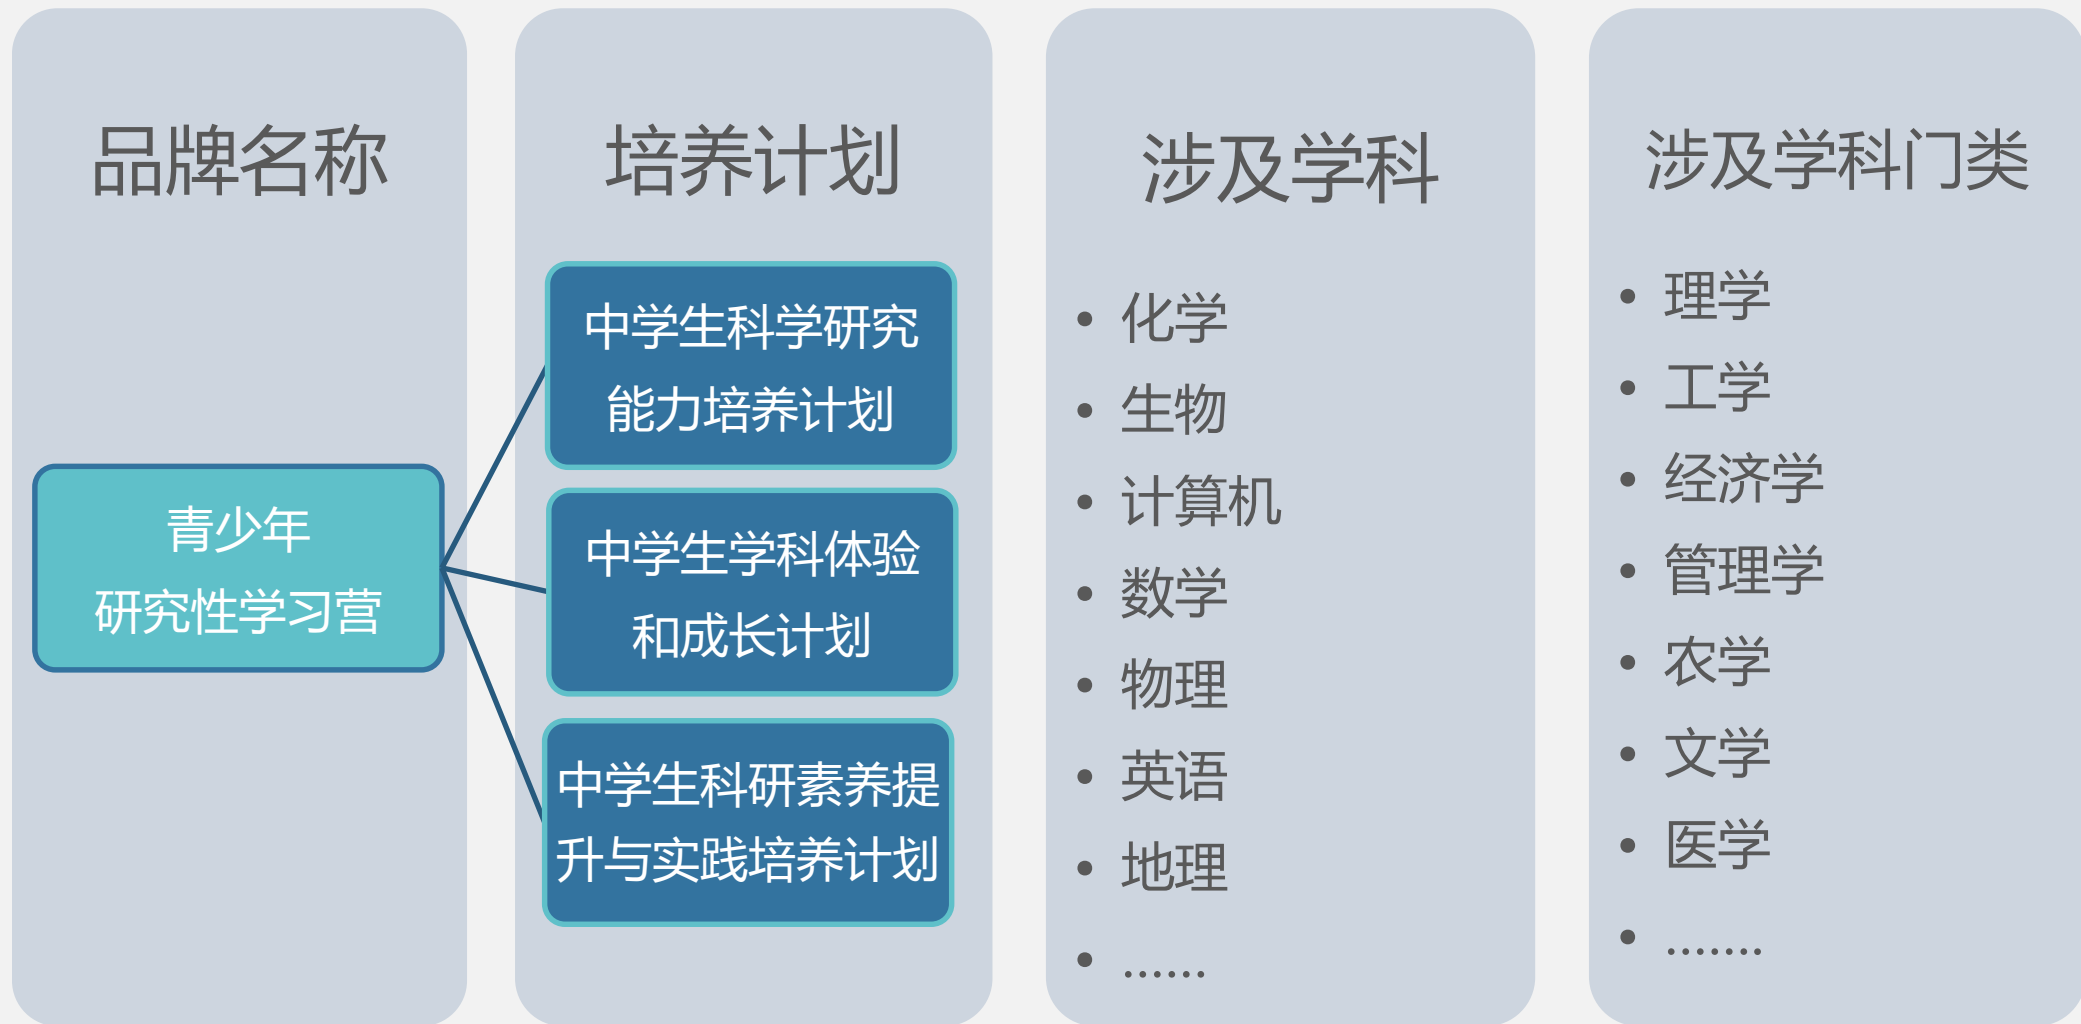 品牌名称
青少年
研究性学习营
培养计划
中学生科学研究
能力培养计划
中学生学科体验
和成长计划
中学生科研素养提
升与实践培养计划
涉及学科
• 化学
• 生物
• 计算机
• 数学
• 物理
• 英语
• 地理
• ......
涉及学科门类
• 理学
• 工学
• 经济学
• 管理学
• 农学
• 文学
• 医学
• .......